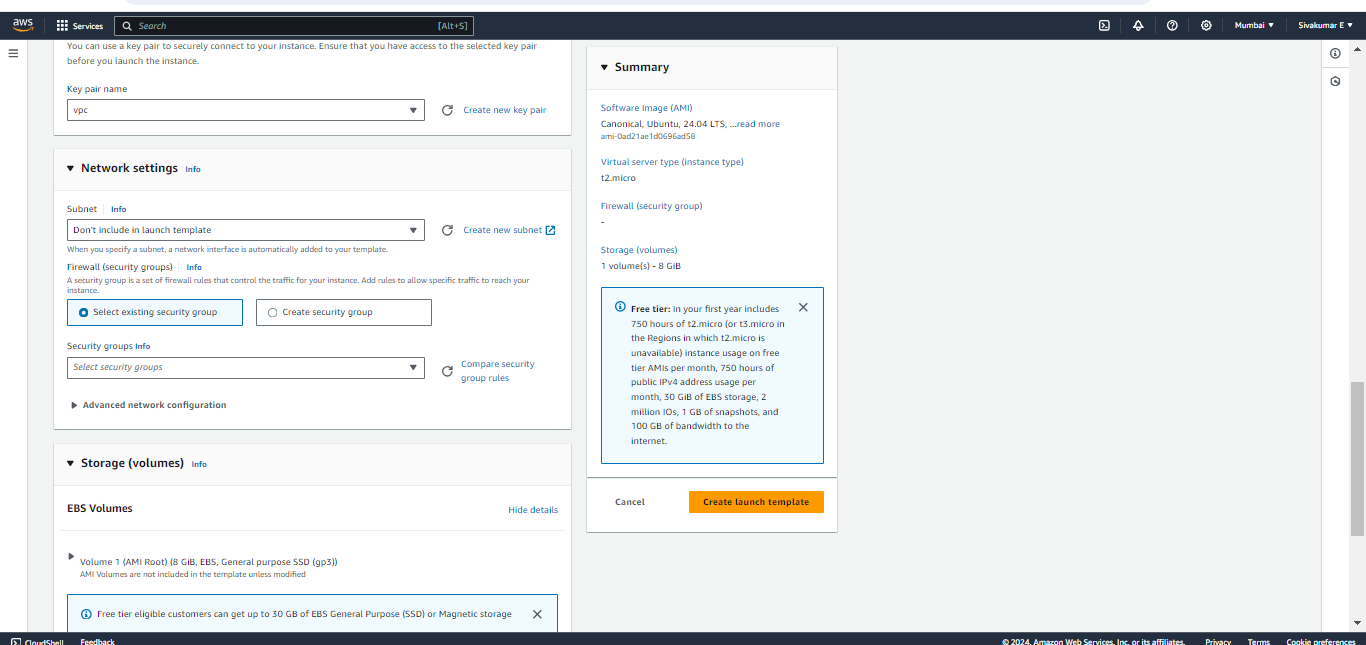 aws
Services
Search
[Alt+S]
Mumbai
Sivakumar E
You can use a key pair to securely connect to your instance. Ensure that you have access to the selected key pair
before you launch the instance.
Key pair name
vpc
Create new key pair
Network settings Info
Subnet Info
Don't include in launch template
Create new subnet
When you specify a subnet, a network interface is automatically added to your template.
Firewall (security groups) Info
A security group is a set of firewall rules that control the traffic for your instance. Add rules to allow specific traffic to reach your
instance.
Select existing security group
Create security group
Security groups Info
Select security groups
Compare security
group rules
Advanced network configuration
Storage (volumes) Info
EBS Volumes
Hide details
Volume 1 (AMI Root) (8 GiB, EBS, General purpose SSD (gp3))
AMI Volumes are not included in the template unless modified
Free tier eligible customers can get up to 30 GB of EBS General Purpose (SSD) or Magnetic storage
Summary
Software Image (AMI)
Canonical, Ubuntu, 24.04 LTS, ...read more
ami-0ad21ae1d0696ad58
Virtual server type (instance type)
t2.micro
Firewall (security group)
-
Storage (volumes)
1 volume(s) - 8 GiB
Free tier: In your first year includes
750 hours of t2.micro (or t3.micro in
the Regions in which t2.micro is
unavailable) instance usage on free
tier AMIs per month, 750 hours of
public IPv4 address usage per
month, 30 GiB of EBS storage, 2
million IOs, 1 GB of snapshots, and
100 GB of bandwidth to the
internet.
Cancel
Create launch template
CloudShell
Feedback
© 2024, Amazon Web Services, Inc. or its affiliates.
Privacy
Terms
Cookie preferences